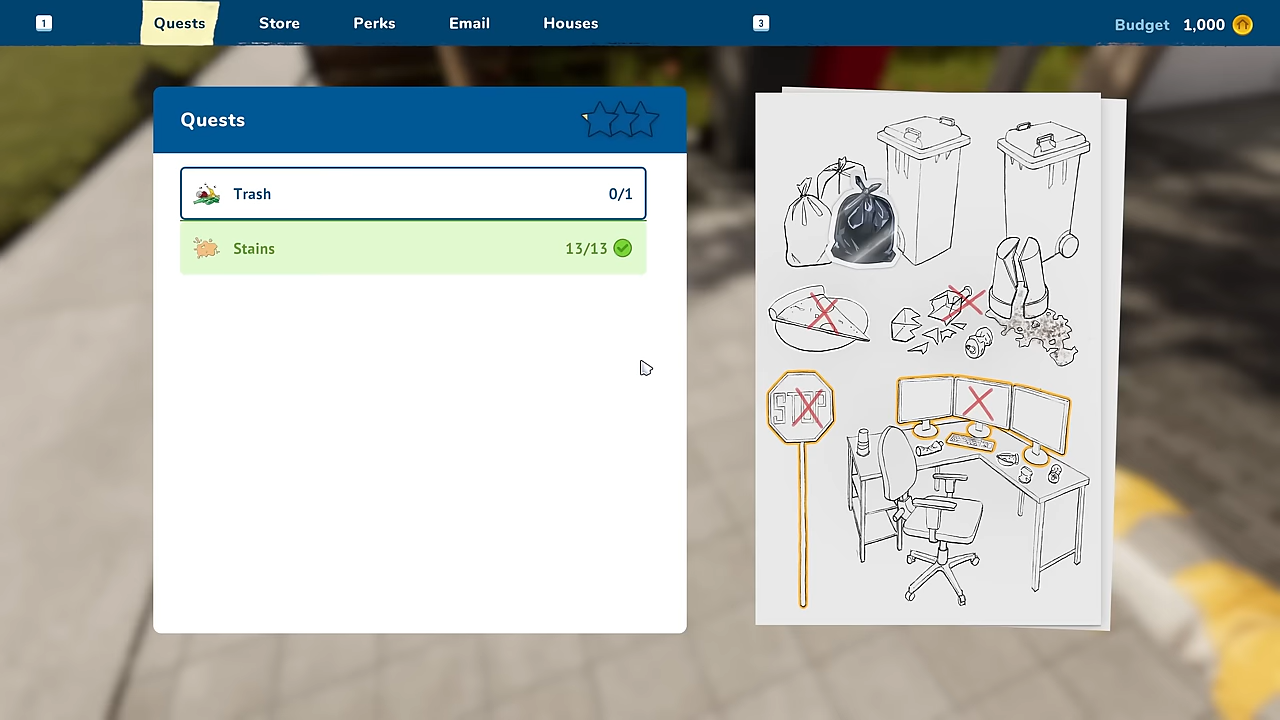 1 Quests Store Perks Email Houses 3 Budget 1,000
Quests
Trash 0/1
Stains 13/13
STOP